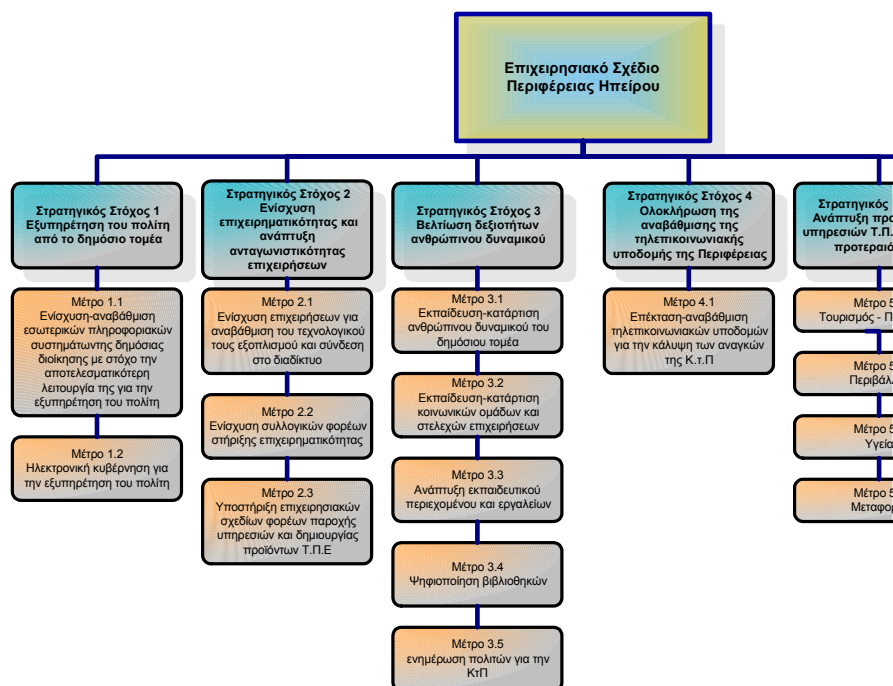 Επιχειρησιακό Σχέδιο
Περιφέρειας Ηπείρου
Στρατηγικός Στόχος 1
Εξυπηρέτηση του πολίτη
από το δημόσιο τομέα
Μέτρο 1.1
Ενίσχυση-αναβάθμιση
εσωτερικών πληροφοριακών
συστημάτωντης δημόσιας
διοίκησης με στόχο την
αποτελεσματικότερη
λειτουργία της για την
εξυπηρέτηση του πολίτη
Μέτρο 1.2
Ηλεκτρονική κυβέρνηση για
την εξυπηρέτηση του πολίτη
Στρατηγικός Στόχος 2
Ενίσχυση
επιχειρηματικότητας και
ανάπτυξη
ανταγωνιστικότητας
επιχειρήσεων
Μέτρο 2.1
Ενίσχυση επιχειρήσεων για
αναβάθμιση του τεχνολογικού
τους εξοπλισμού και σύνδεση
στο διαδίκτυο
Μέτρο 2.2
Ενίσχυση συλλογικών φορέων
στήριξης επιχειρηματικότητας
Μέτρο 2.3
Υποστήριξη επιχειρησιακών
σχεδίων φορέων παροχής
υπηρεσιών και δημιουργίας
προϊόντων Τ.Π.Ε
Στρατηγικός Στόχος 3
Βελτίωση δεξιοτήτων
ανθρώπινου δυναμικού
Μέτρο 3.1
Εκπαίδευση-κατάρτιση
ανθρώπινου δυναμικού του
δημόσιου τομέα
Μέτρο 3.2
Εκπαίδευση-κατάρτιση
κοινωνικών ομάδων και
στελεχών επιχειρήσεων
Μέτρο 3.3
Ανάπτυξη εκπαιδευτικού
περιεχομένου και εργαλείων
Μέτρο 3.4
Ψηφιοποίηση βιβλιοθηκών
Μέτρο 3.5
ενημέρωση πολιτών για την
ΚτΠ
Στρατηγικός Στόχος 4
Ολοκλήρωση της
αναβάθμισης της
τηλεπικοινωνιακής
υποδομής της Περιφέρειας
Μέτρο 4.1
Επέκταση-αναβάθμιση
τηλεπικοινωνιακών υποδομών
για την κάλυψη των αναγκών
της Κ.τ.Π
Στρατηγικός
Ανάπτυξη προ
υπηρεσιών Τ.Π.
προτεραιό
Μέτρο 5
Τουρισμός - Π
Μέτρο 5
Περιβάλ
Μέτρο 5
Υγεία
Μέτρο 5
Μεταφορ